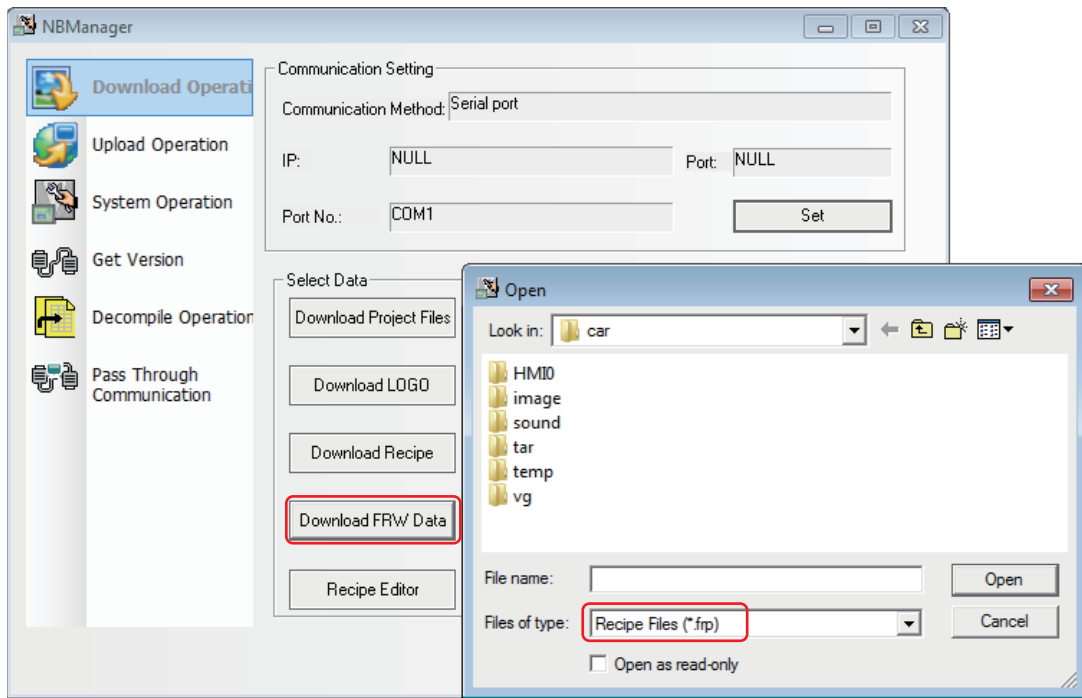 NBManager
Download Operati
Upload Operation
System Operation
Get Version
Decompile Operation
Pass Through
Communication
Communication Setting
Communication Method: Serial port
IP: NULL Port: NULL
Port No.: COM1 Set
Select Data
Download Project Files
Download LOGO
Download Recipe
Download FRW Data
Recipe Editor
Open
Look in: car
HMI0
image
sound
tar
temp
vg
File name: Open
Files of type: Recipe Files (*.frp) Cancel
Open as read-only